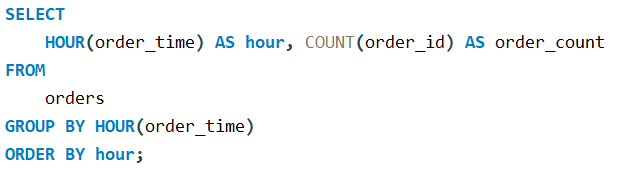 SELECT
    HOUR(order_time) AS hour, COUNT(order_id) AS order_count
FROM
    orders
GROUP BY HOUR(order_time)
ORDER BY hour;